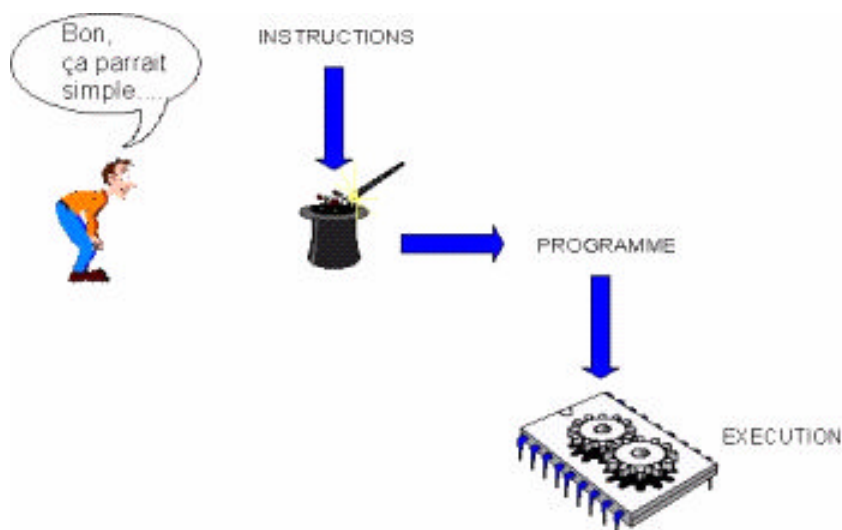 Bon,
ça parrait
simple.....
INSTRUCTIONS
PROGRAMME
EXECUTION